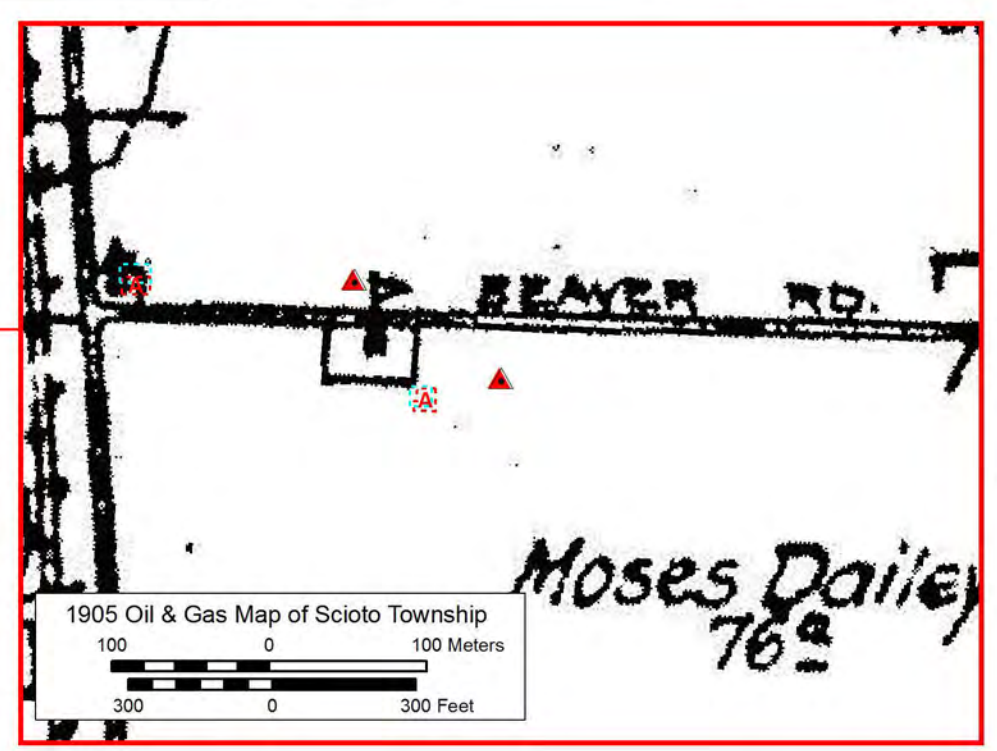 BEAVER RD.
A
A
Moses Dailey
76a
1905 Oil & Gas Map of Scioto Township
100 0 100 Meters
300 0 300 Feet